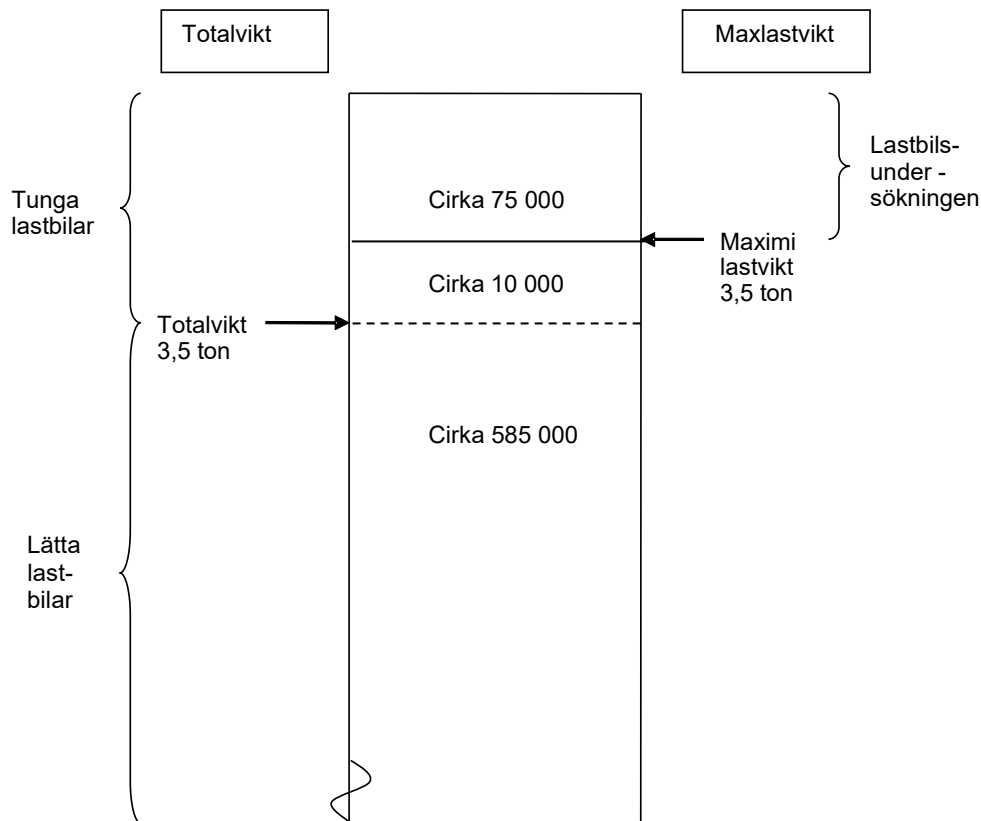 Totalvikt
Maxlastvikt
Tunga
lastbilar
Cirka 75 000
Lastbils-
under -
sökningen
Maximi
lastvikt
3,5 ton
Cirka 10 000
Totalvikt
3,5 ton
Cirka 585 000
Lätta
last-
bilar